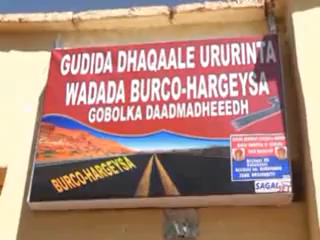 GUDIDA DHAQAALE URURINTA
WADADA BURCO-HARGEYSA
GOBOLKA DAADMADHEEEDH
BURCO-HARGEYSA
SAGAL